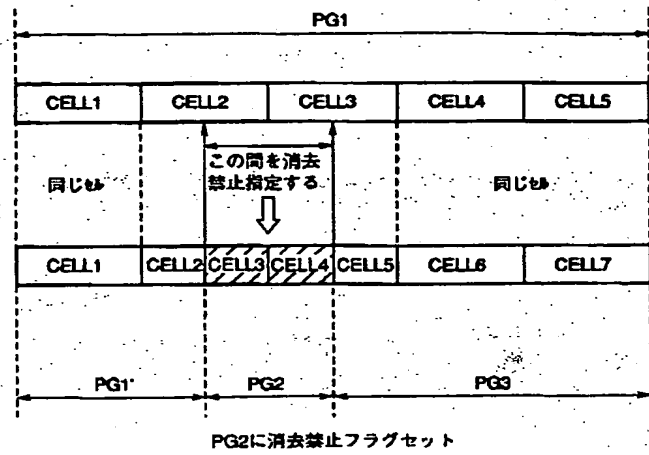 PG1
CELL1 CELL2 CELL3 CELL4 CELL5
この間を消去
禁止指定する
同じセル 同じセル
CELL1 CELL2 CELL3 CELL4 CELL5 CELL6 CELL7
PG1' PG2 PG3
PG2に消去禁止フラグセット